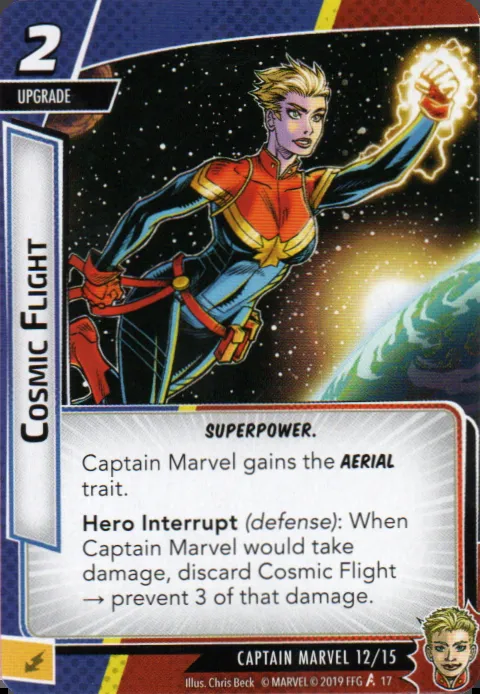 2
UPGRADE
COSMIC FLIGHT
SUPERPOWER.
Captain Marvel gains the AERIAL
trait.
Hero Interrupt (defense): When
Captain Marvel would take
damage, discard Cosmic Flight
→ prevent 3 of that damage.
CAPTAIN MARVEL 12/15
Illus. Chris Beck © MARVEL © 2019 FFG 17